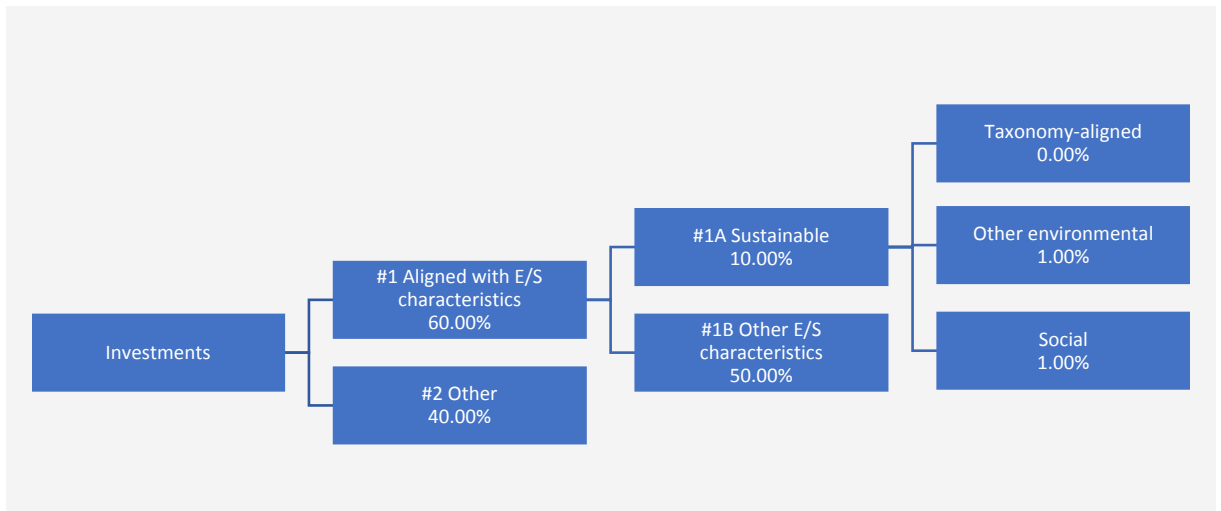 Investments
#1 Aligned with E/S
characteristics
60.00%
#2 Other
40.00%
#1A Sustainable
10.00%
#1B Other E/S
characteristics
50.00%
Taxonomy-aligned
0.00%
Other environmental
1.00%
Social
1.00%